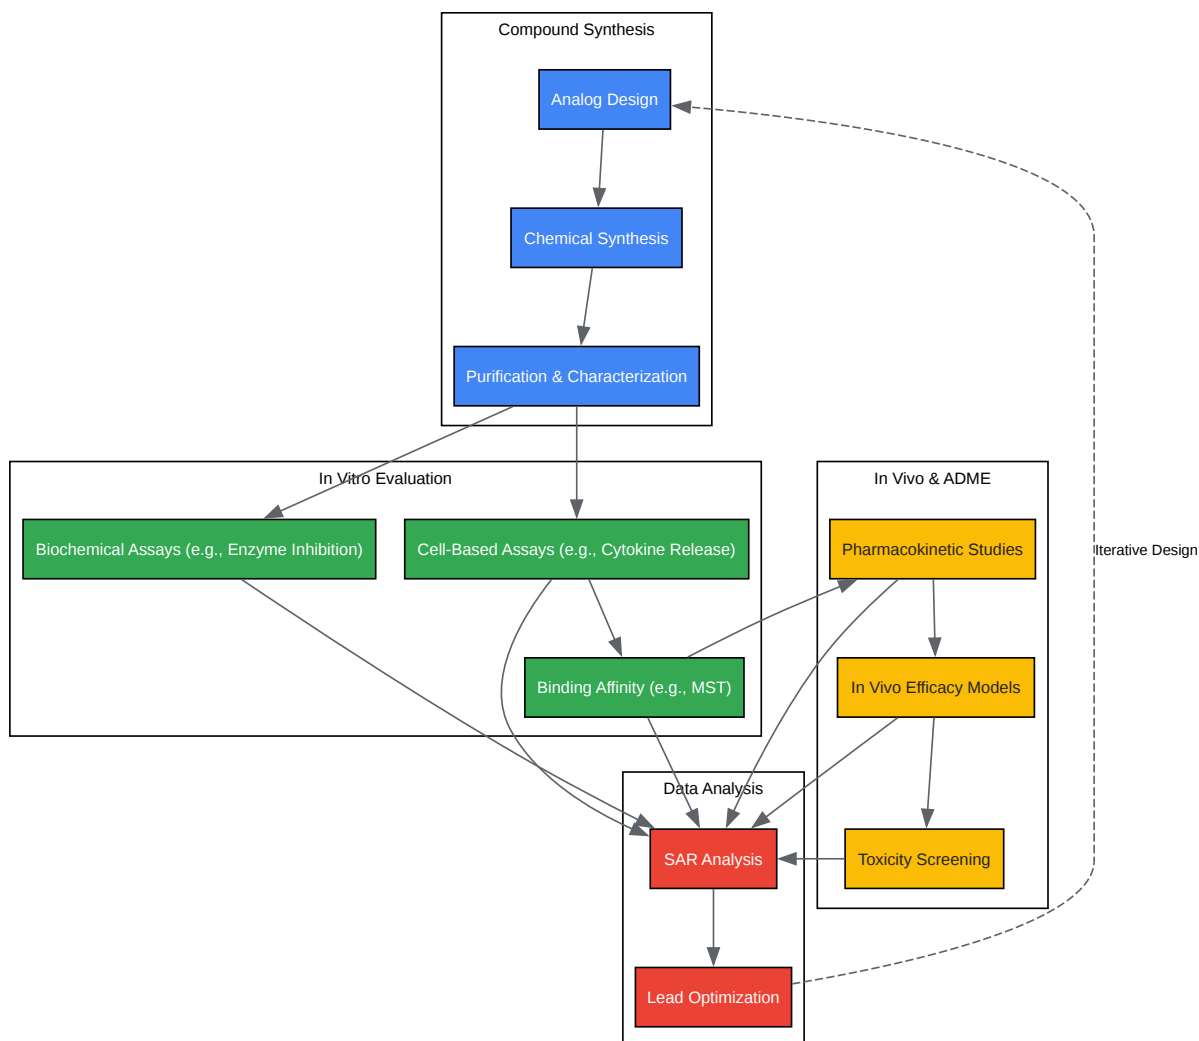 Compound Synthesis
Analog Design
Chemical Synthesis
Purification & Characterization
In Vitro Evaluation
In Vivo & ADME
Biochemical Assays (e.g., Enzyme Inhibition)
Cell-Based Assays (e.g., Cytokine Release)
Pharmacokinetic Studies
Iterative Design
Binding Affinity (e.g., MST)
In Vivo Efficacy Models
Data Analysis
SAR Analysis
Toxicity Screening
Lead Optimization